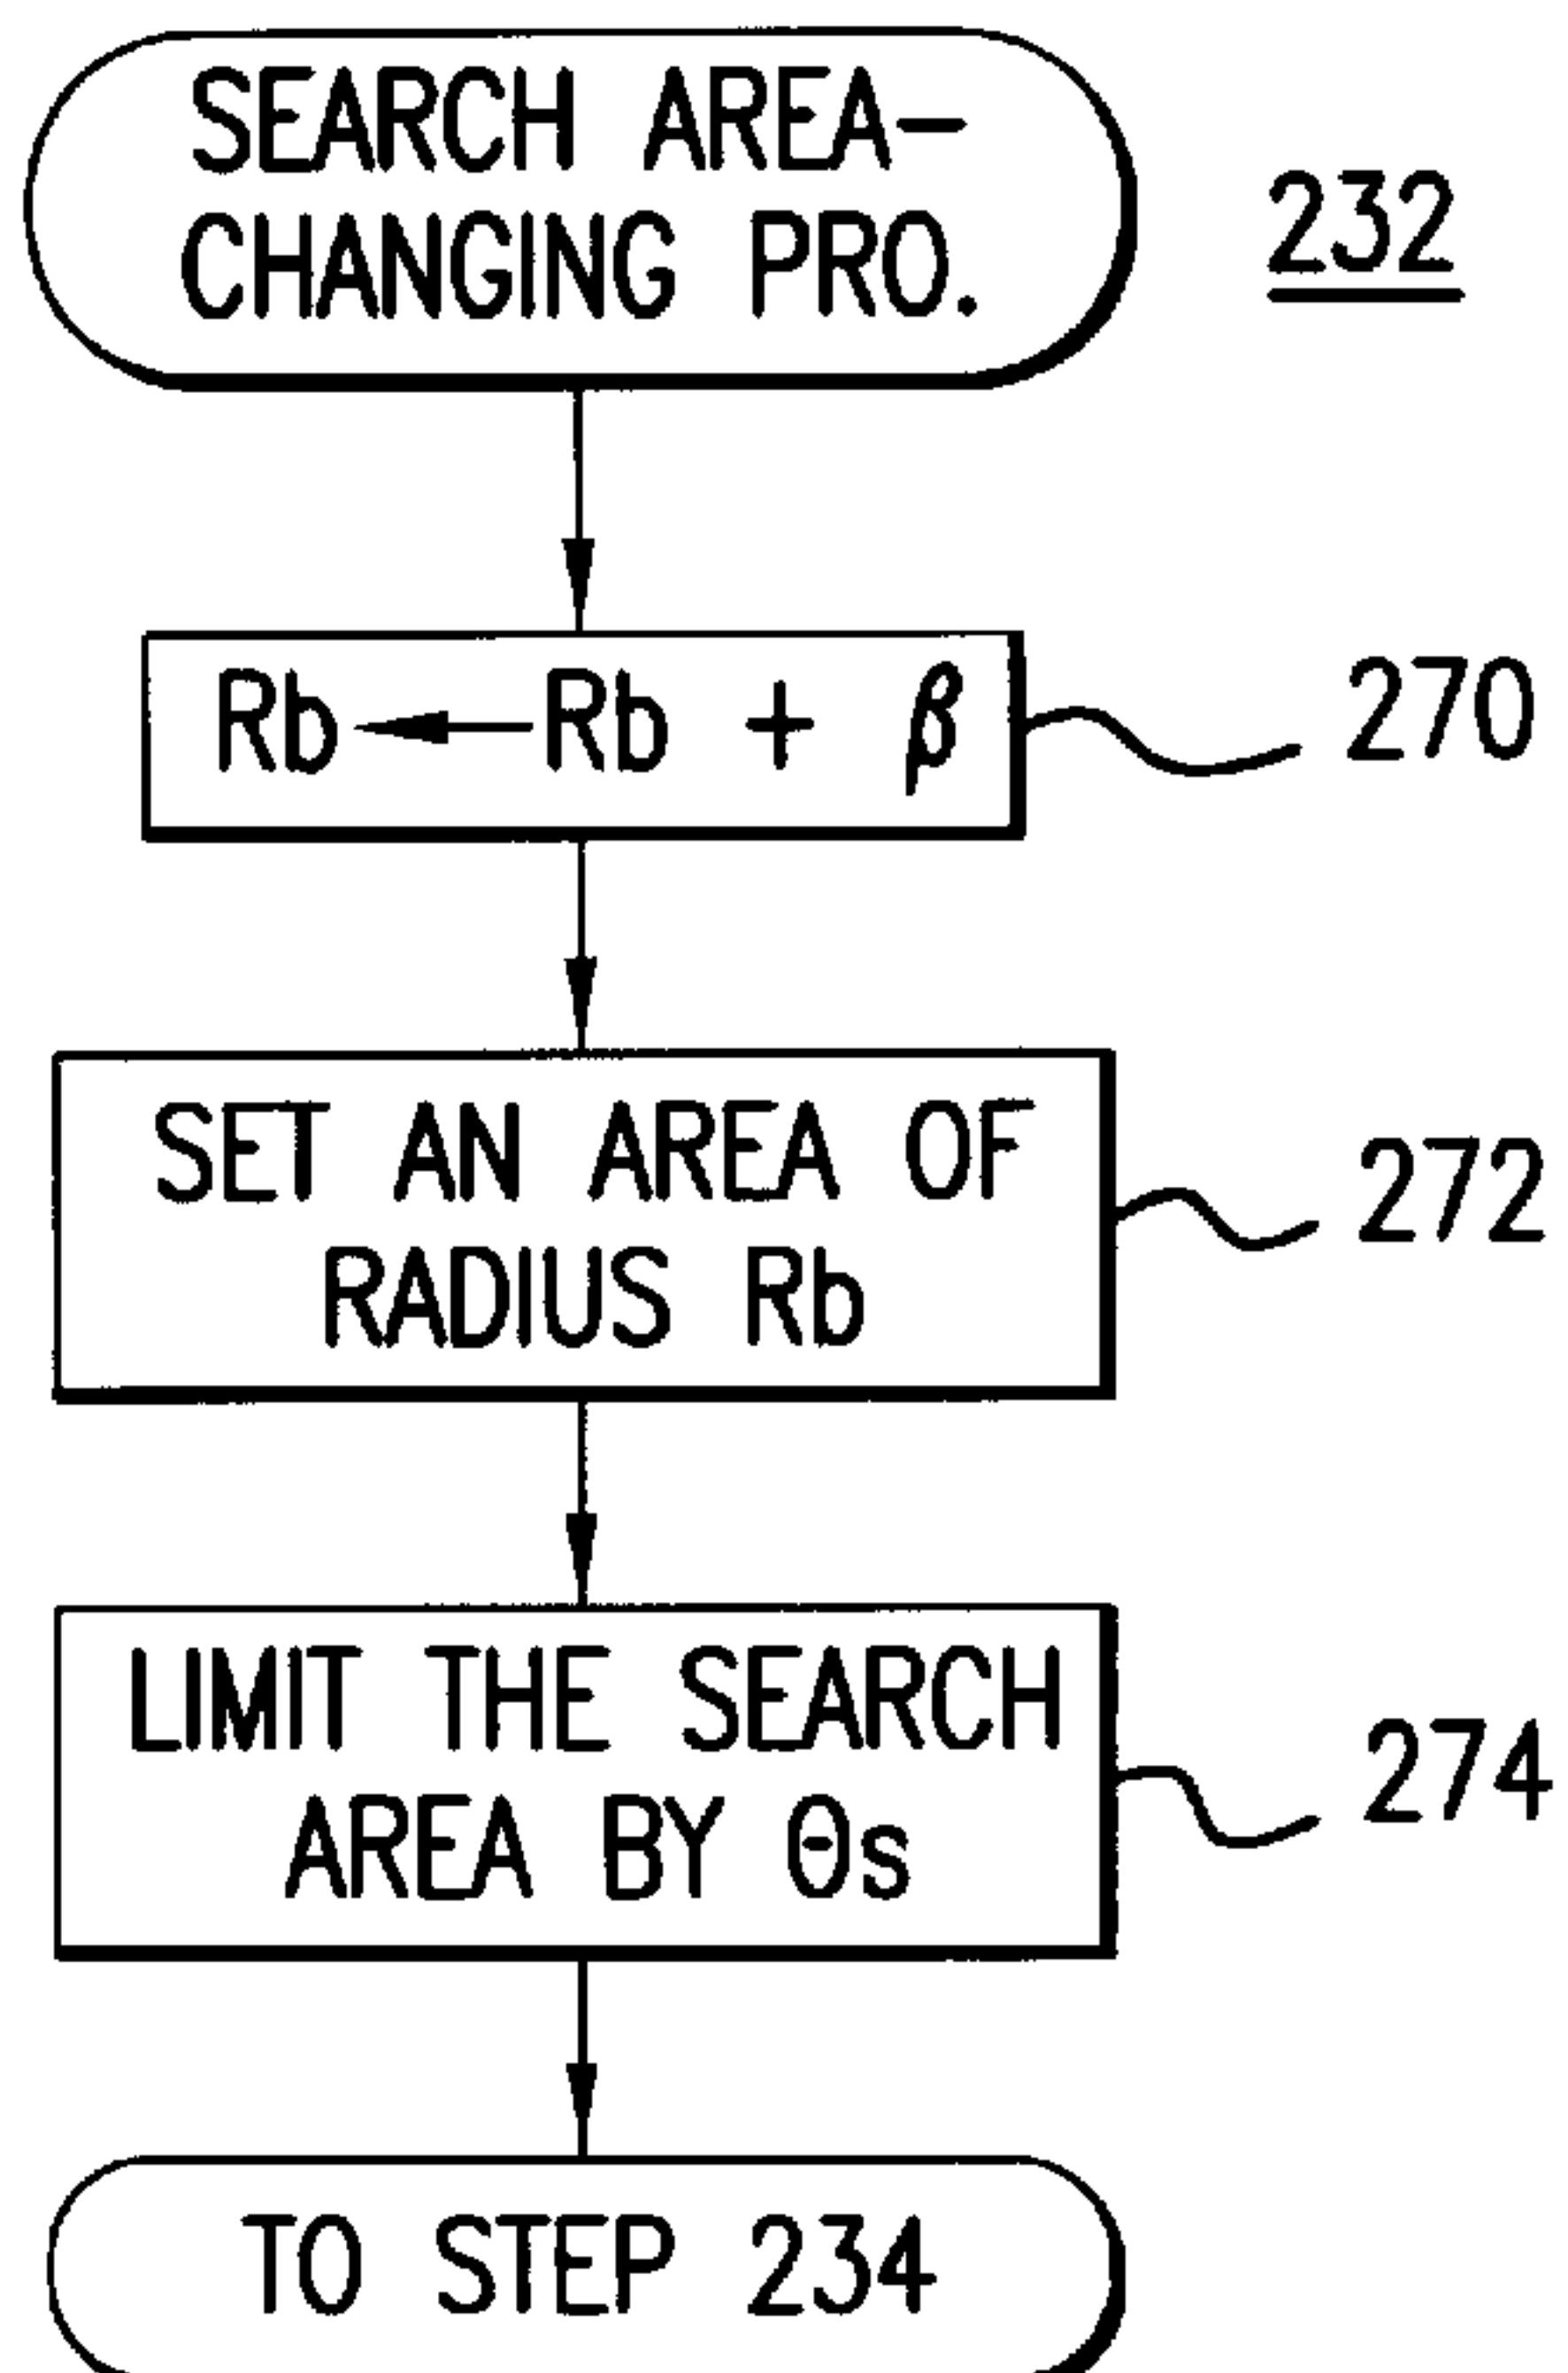 SEARCH AREA-
CHANGING PRO.
232
Rb ← Rb + β
270
SET AN AREA OF
RADIUS Rb
272
LIMIT THE SEARCH
AREA BY θs
274
TO STEP 234